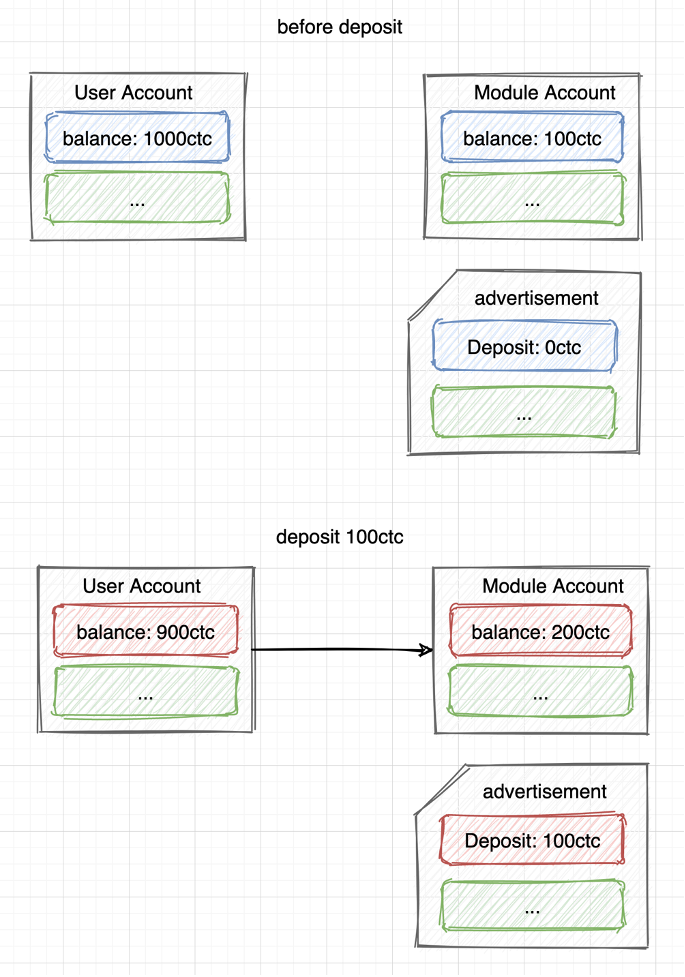 before deposit
User Account
balance: 1000ctc
...
Module Account
balance: 100ctc
...
advertisement
Deposit: 0ctc
...
deposit 100ctc
User Account
balance: 900ctc
...
Module Account
balance: 200ctc
...
advertisement
Deposit: 100ctc
...